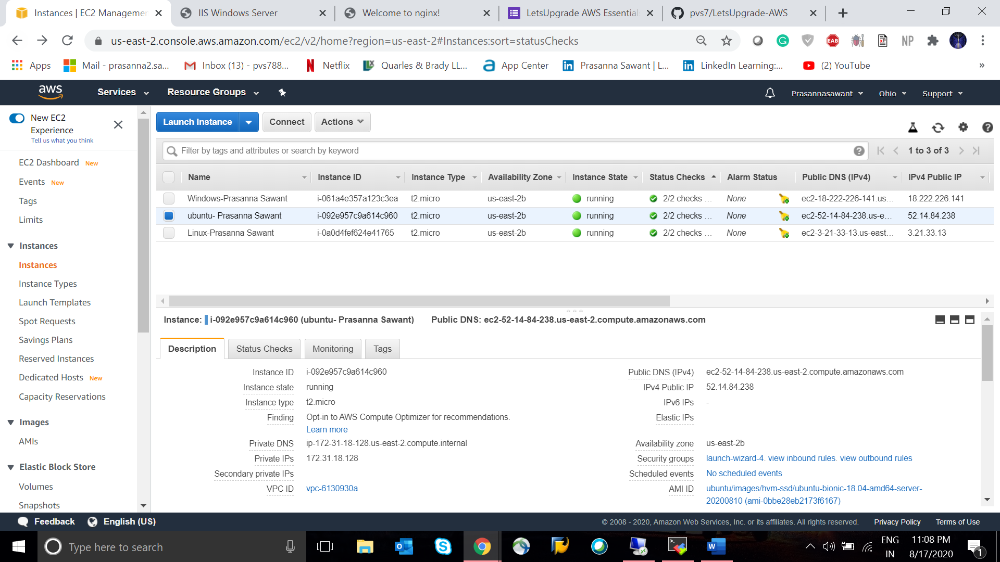 Instances | EC2 Managemen
IIS Windows Server
Welcome to nginx!
LetsUpgrade AWS Essential
pvs7/LetsUpgrade-AWS
us-east-2.console.aws.amazon.com/ec2/v2/home?region=us-east-2#Instances:sort=statusChecks
EAB
NP
Apps
Mail - prasanna2.sa...
Inbox (13) - pvs788...
Netflix
Quarles & Brady LL...
App Center
Prasanna Sawant | L...
LinkedIn Learning:...
(2) YouTube
»
aws
Services
Resource Groups
Prasannasawant
Ohio
Support
New EC2
Experience
Tell us what you think
EC2 Dashboard New
Events New
Tags
Limits
Instances
Instances
Instance Types
Launch Templates
Spot Requests
Savings Plans
Reserved Instances
Dedicated Hosts New
Capacity Reservations
Images
AMIs
Elastic Block Store
Volumes
Snapshots
Launch Instance
Connect
Actions
Filter by tags and attributes or search by keyword
1 to 3 of 3
Name Instance ID Instance Type Availability Zone Instance State Status Checks Alarm Status Public DNS (IPv4) IPv4 Public IP
Windows-Prasanna Sawant i-061a4e357a123c3ea t2.micro us-east-2b running 2/2 checks ... None ec2-18-222-226-141.us... 18.222.226.141
ubuntu- Prasanna Sawant i-092e957c9a614c960 t2.micro us-east-2b running 2/2 checks ... None ec2-52-14-84-238.us-e... 52.14.84.238
Linux-Prasanna Sawant i-0a0d4fef624e41765 t2.micro us-east-2b running 2/2 checks ... None ec2-3-21-33-13.us-east... 3.21.33.13
Instance: i-092e957c9a614c960 (ubuntu- Prasanna Sawant) Public DNS: ec2-52-14-84-238.us-east-2.compute.amazonaws.com
Description
Status Checks
Monitoring
Tags
Instance ID i-092e957c9a614c960
Instance state running
Instance type t2.micro
Finding Opt-in to AWS Compute Optimizer for recommendations.
Learn more
Private DNS ip-172-31-18-128.us-east-2.compute.internal
Private IPs 172.31.18.128
Secondary private IPs
VPC ID vpc-6130930a
Public DNS (IPv4) ec2-52-14-84-238.us-east-2.compute.amazonaws.com
IPv4 Public IP 52.14.84.238
IPv6 IPs -
Elastic IPs
Availability zone us-east-2b
Security groups launch-wizard-4. view inbound rules. view outbound rules
Scheduled events No scheduled events
AMI ID ubuntu/images/hvm-ssd/ubuntu-bionic-18.04-amd64-server-
20200810 (ami-0bbe28eb2173f6167)
Feedback
English (US)
© 2008 - 2020, Amazon Web Services, Inc. or its affiliates. All rights reserved.
Privacy Policy
Terms of Use
Type here to search
ENG
IN
11:08 PM
8/17/2020
1